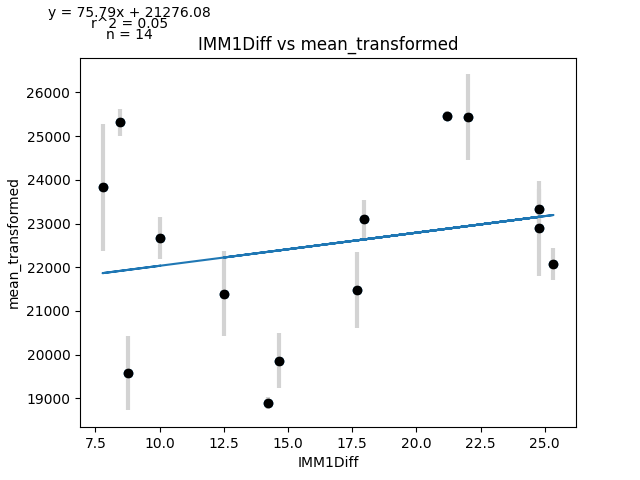 y = 75.79x + 21276.08
r^2 = 0.05
n = 14
IMM1Diff vs mean_transformed
26000
25000
24000
23000
22000
21000
20000
19000
mean_transformed
7.5 10.0 12.5 15.0 17.5 20.0 22.5 25.0
IMM1Diff